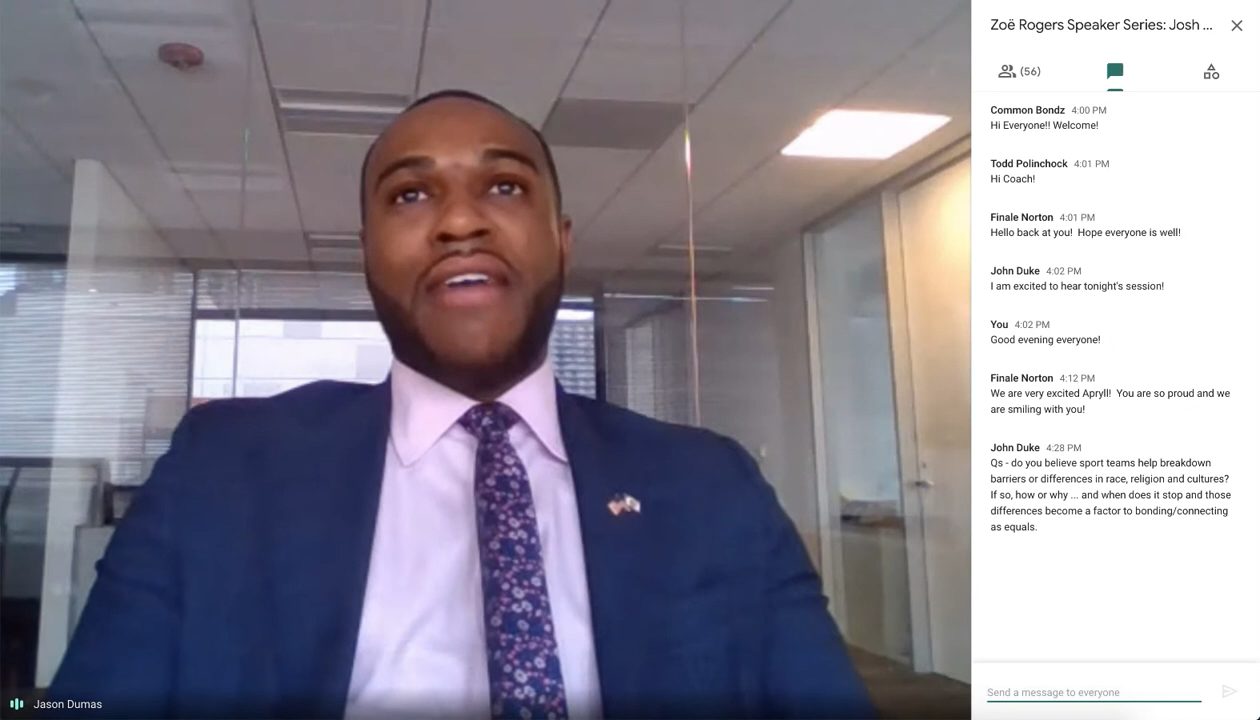 Zoë Rogers Speaker Series: Josh ...
(56)
Common Bondz 4:00 PM
Hi Everyone!! Welcome!
Todd Polinchock 4:01 PM
Hi Coach!
Finale Norton 4:01 PM
Hello back at you!  Hope everyone is well!
John Duke 4:02 PM
I am excited to hear tonight's session!
You 4:02 PM
Good evening everyone!
Finale Norton 4:12 PM
We are very excited Apryll!  You are so proud and we
are smiling with you!
John Duke 4:28 PM
Qs - do you believe sport teams help breakdown
barriers or differences in race, religion and cultures?
If so, how or why ... and when does it stop and those
differences become a factor to bonding/connecting
as equals.
Send a message to everyone
Jason Dumas